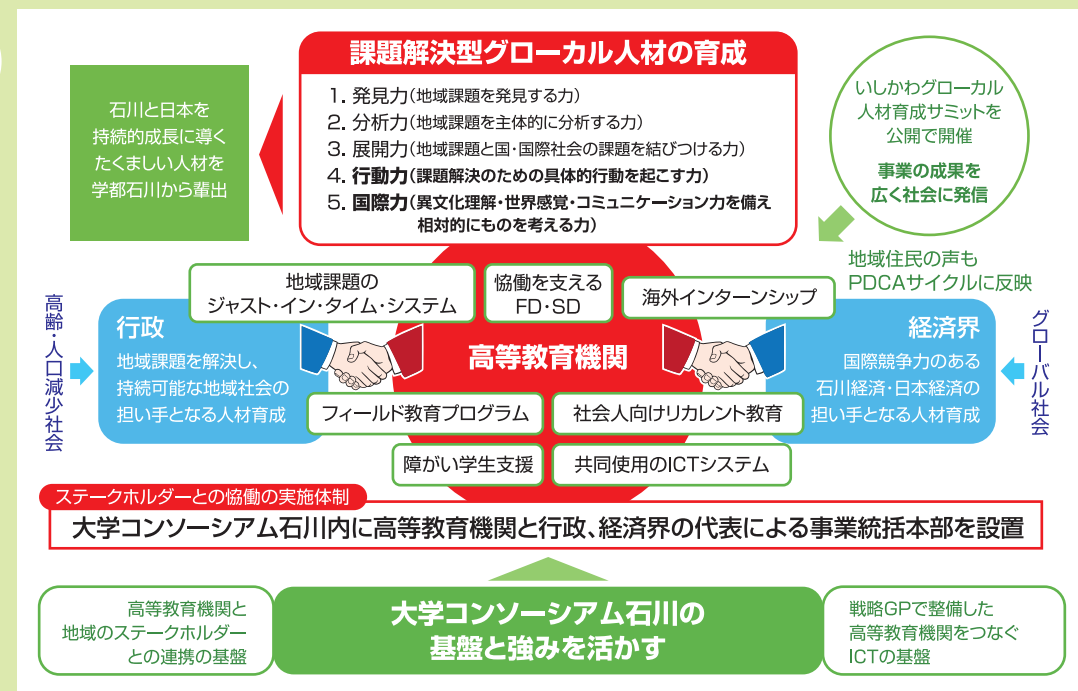 課題解決型グローカル人材の育成
1. 発見力(地域課題を発見する力)
2. 分析力(地域課題を主体的に分析する力)
3. 展開力(地域課題と国・国際社会の課題を結びつける力)
4. 行動力(課題解決のための具体的行動を起こす力)
5. 国際力(異文化理解・世界感覚・コミュニケーション力を備え
相対的にものを考える力)
石川と日本を
持続的成長に導く
たくましい人材を
学都石川から輩出
いしかわグローカル
人材育成サミットを
公開で開催
事業の成果を
広く社会に発信
地域住民の声も
PDCAサイクルに反映
地域課題の
ジャスト・イン・タイム・システム
協働を支える
FD・SD
海外インターンシップ
高齢・人口減少社会
行政
地域課題を解決し、
持続可能な地域社会の
担い手となる人材育成
高等教育機関
経済界
国際競争力のある
石川経済・日本経済の
担い手となる人材育成
グローバル社会
フィールド教育プログラム
社会人向けリカレント教育
障がい学生支援
共同使用のICTシステム
ステークホルダーとの協働の実施体制
大学コンソーシアム石川内に高等教育機関と行政、経済界の代表による事業統括本部を設置
高等教育機関と
地域のステークホルダー
との連携の基盤
大学コンソーシアム石川の
基盤と強みを活かす
戦略GPで整備した
高等教育機関をつなぐ
ICTの基盤